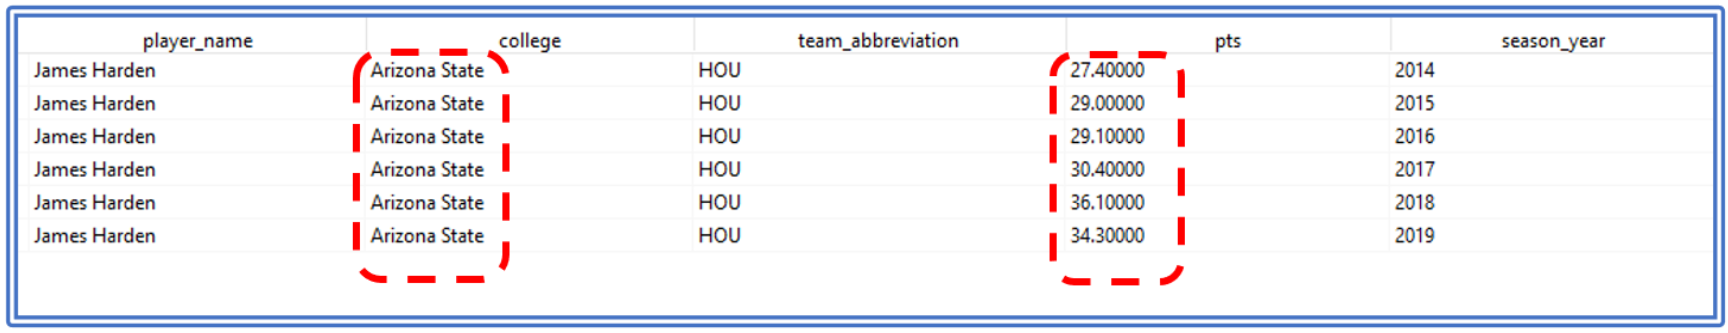 player_name college team_abbreviation pts season_year
James Harden Arizona State HOU 27.40000 2014
James Harden Arizona State HOU 29.00000 2015
James Harden Arizona State HOU 29.10000 2016
James Harden Arizona State HOU 30.40000 2017
James Harden Arizona State HOU 36.10000 2018
James Harden Arizona State HOU 34.30000 2019